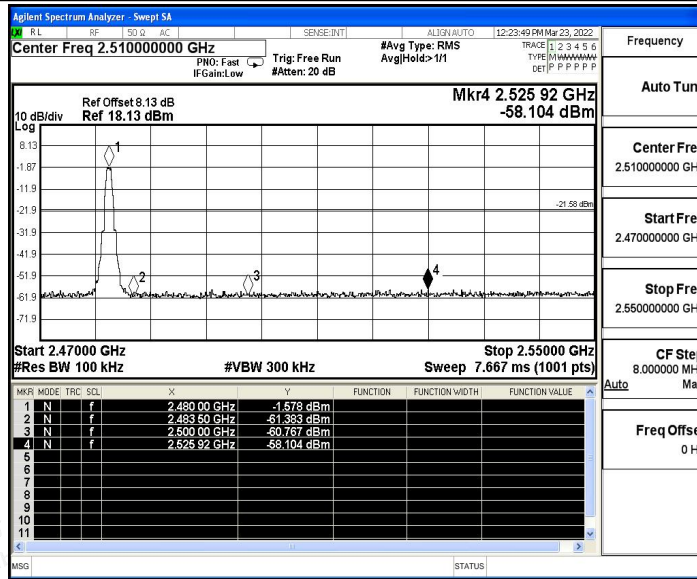 Agilent Spectrum Analyzer - Swept SA
RL RF 50 Ω AC SENSE:INT ALIGN AUTO 12:23:49 PM Mar 23, 2022
Center Freq 2.510000000 GHz
PNO: Fast
IFGain:Low
Trig: Free Run
#Atten: 20 dB
#Avg Type: RMS
Avg|Hold:>1/1
TRACE 1 2 3 4 5 6
TYPE M W W W W W
DET P P P P P P
Mkr4 2.525 92 GHz
-58.104 dBm
Ref Offset 8.13 dB
10 dB/div Ref 18.13 dBm
Log
8.13
-1.87
-11.9
-21.9
-31.9
-41.9
-51.9
-61.9
-71.9
1
2
3
4
-21.58 dBm
Start 2.47000 GHz Stop 2.55000 GHz
#Res BW 100 kHz #VBW 300 kHz Sweep 7.667 ms (1001 pts)
MKR MODE TRC SCL X Y FUNCTION FUNCTION WIDTH FUNCTION VALUE
1 N f 2.480 00 GHz -1.578 dBm
2 N f 2.483 50 GHz -61.383 dBm
3 N f 2.500 00 GHz -60.767 dBm
4 N f 2.525 92 GHz -58.104 dBm
5
6
7
8
9
10
11
MSG STATUS
Frequency
Auto Tun
Center Fre
2.510000000 GH
Start Fre
2.470000000 GH
Stop Fre
2.550000000 GH
CF Ste
8.000000 MH
Auto Ma
Freq Offse
0 H